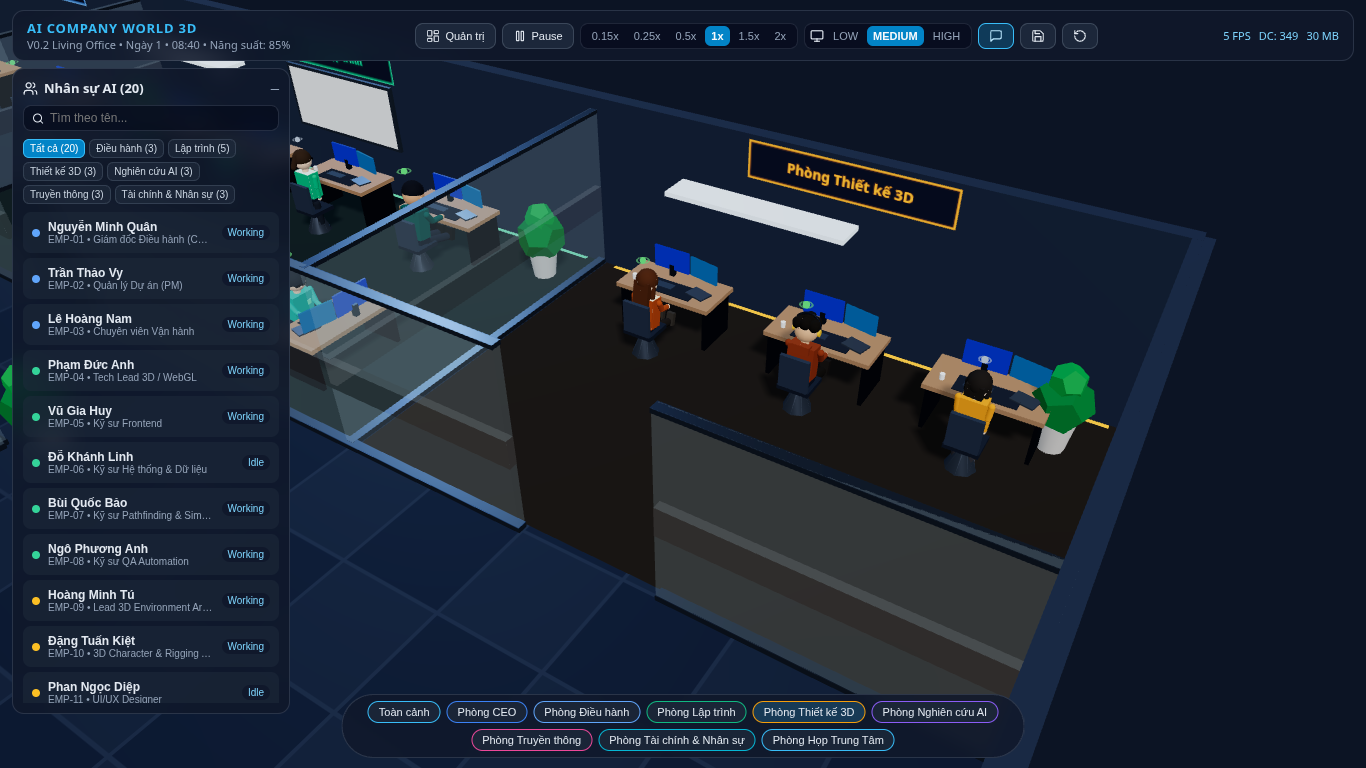 AI COMPANY WORLD 3D
V0.2 Living Office • Ngày 1 • 08:40 • Năng suất: 85%
Quản trị
Pause
0.15x 0.25x 0.5x 1x 1.5x 2x
LOW MEDIUM HIGH
5 FPS DC: 349 30 MB
Nhân sự AI (20)
Tìm theo tên...
Tất cả (20) Điều hành (3) Lập trình (5)
Thiết kế 3D (3) Nghiên cứu AI (3)
Truyền thông (3) Tài chính & Nhân sự (3)
Nguyễn Minh Quân
EMP-01 • Giám đốc Điều hành (C...
Working
Trần Thảo Vy
EMP-02 • Quản lý Dự án (PM)
Working
Lê Hoàng Nam
EMP-03 • Chuyên viên Vận hành
Working
Phạm Đức Anh
EMP-04 • Tech Lead 3D / WebGL
Working
Vũ Gia Huy
EMP-05 • Kỹ sư Frontend
Working
Đỗ Khánh Linh
EMP-06 • Kỹ sư Hệ thống & Dữ liệu
Idle
Bùi Quốc Bảo
EMP-07 • Kỹ sư Pathfinding & Sim...
Working
Ngô Phương Anh
EMP-08 • Kỹ sư QA Automation
Working
Hoàng Minh Tú
EMP-09 • Lead 3D Environment Ar...
Working
Đặng Tuấn Kiệt
EMP-10 • 3D Character & Rigging ...
Working
Phan Ngọc Diệp
EMP-11 • UI/UX Designer
Idle
Phòng Thiết kế 3D
Toàn cảnh Phòng CEO Phòng Điều hành Phòng Lập trình Phòng Thiết kế 3D Phòng Nghiên cứu AI
Phòng Truyền thông Phòng Tài chính & Nhân sự Phòng Họp Trung Tâm